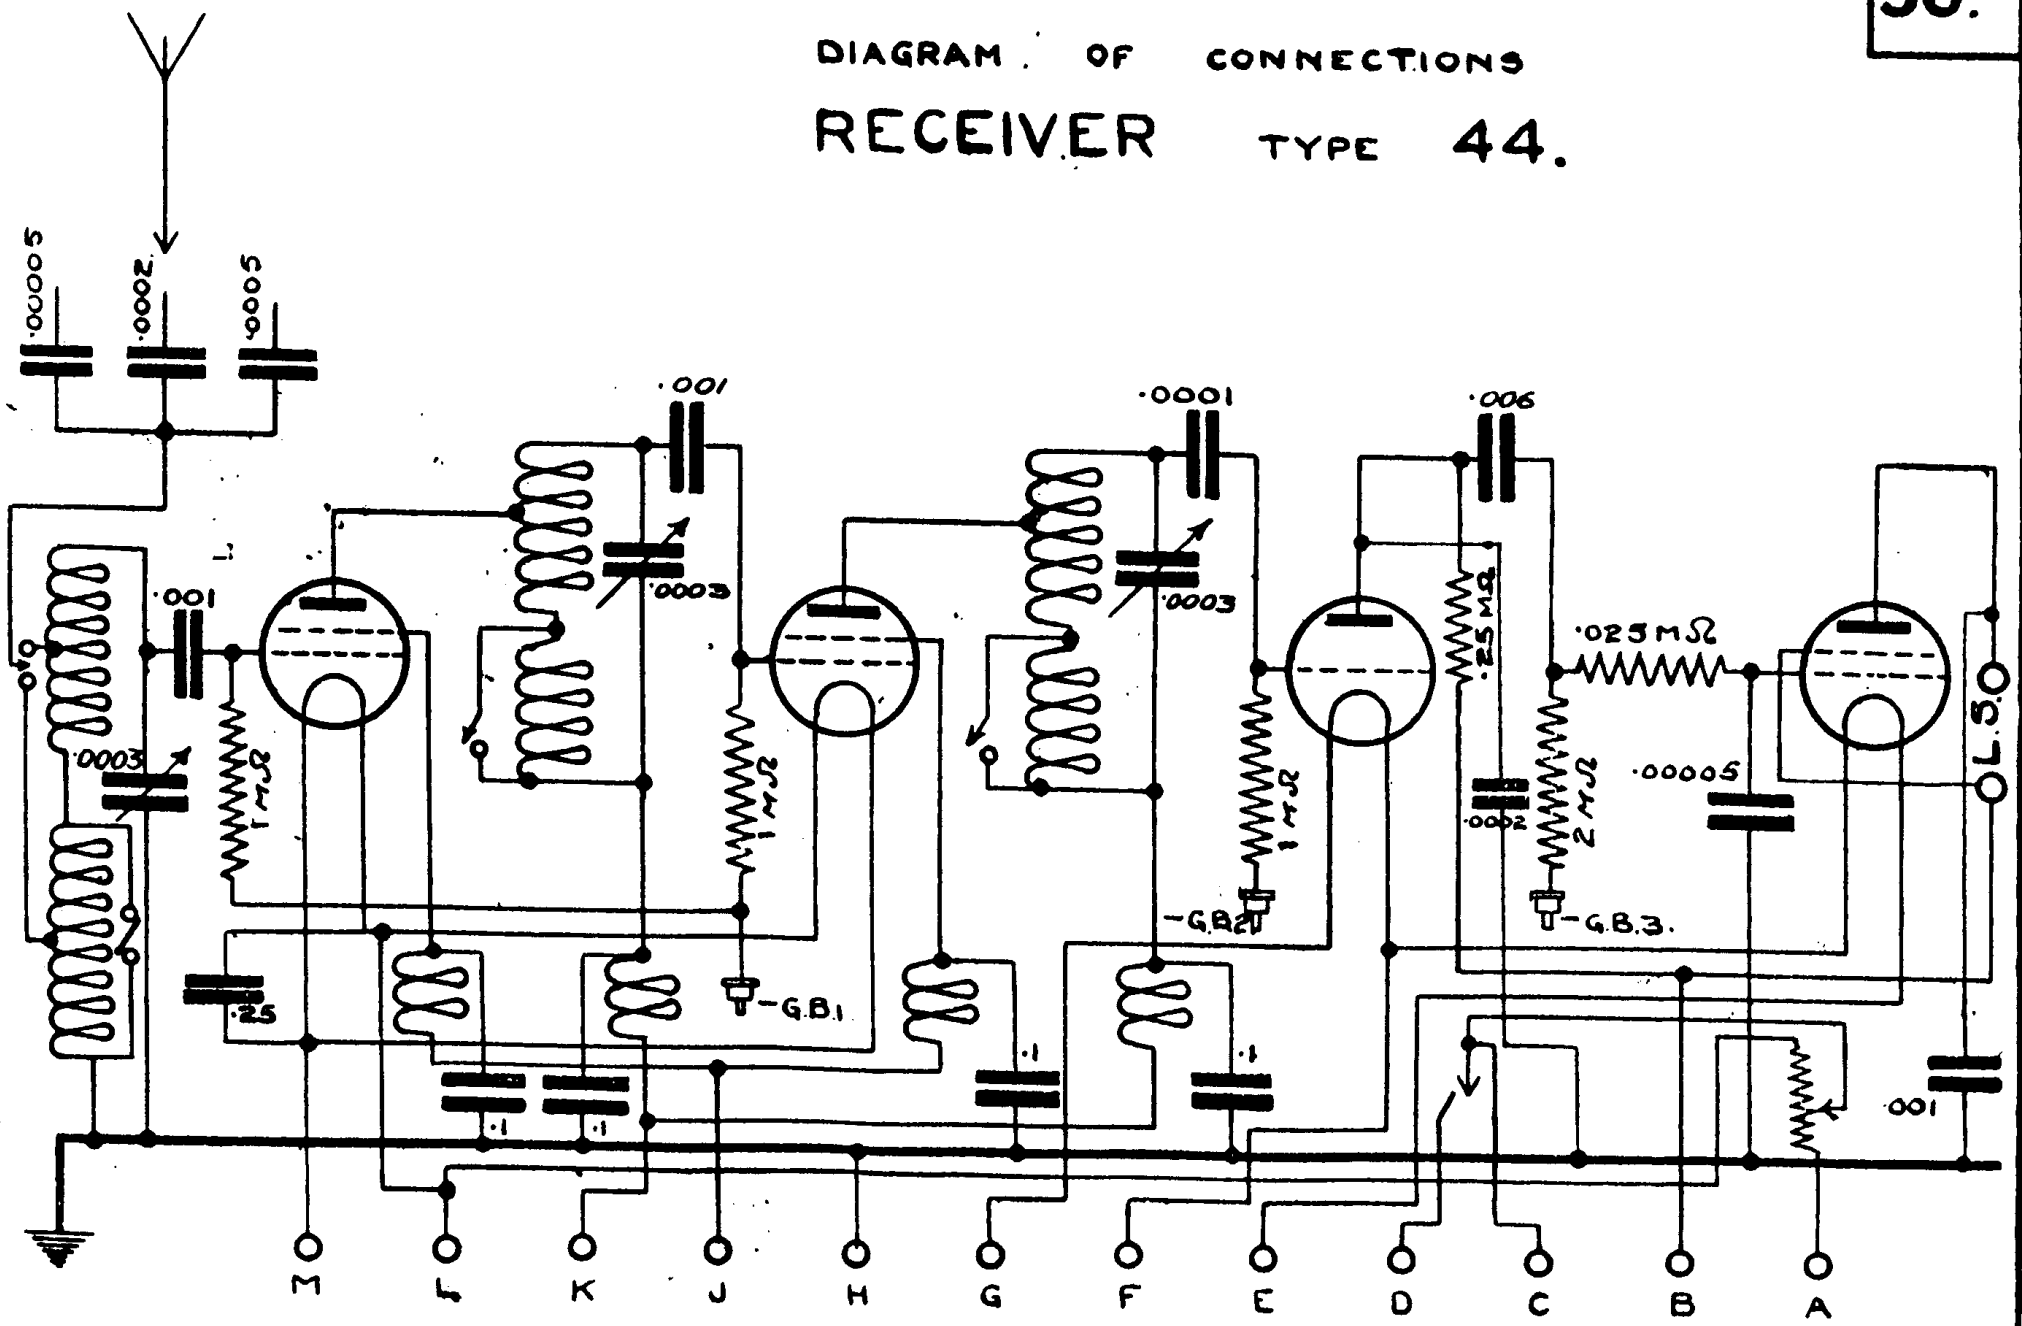 DIAGRAM OF CONNECTIONS
RECEIVER TYPE 44.
.00005
.0002
.0005
.001
.0001
.006
.001
.0003
.0003
.25 MΩ
.025 MΩ
.0003
1 MΩ
1 MΩ
1 MΩ
.0002
2 MΩ
.00005
L.S.
-G.B.2
-G.B.3.
.25
-G.B.1
.1
.1
.1
.1
.001
M
L
K
J
H
G
F
E
D
C
B
A